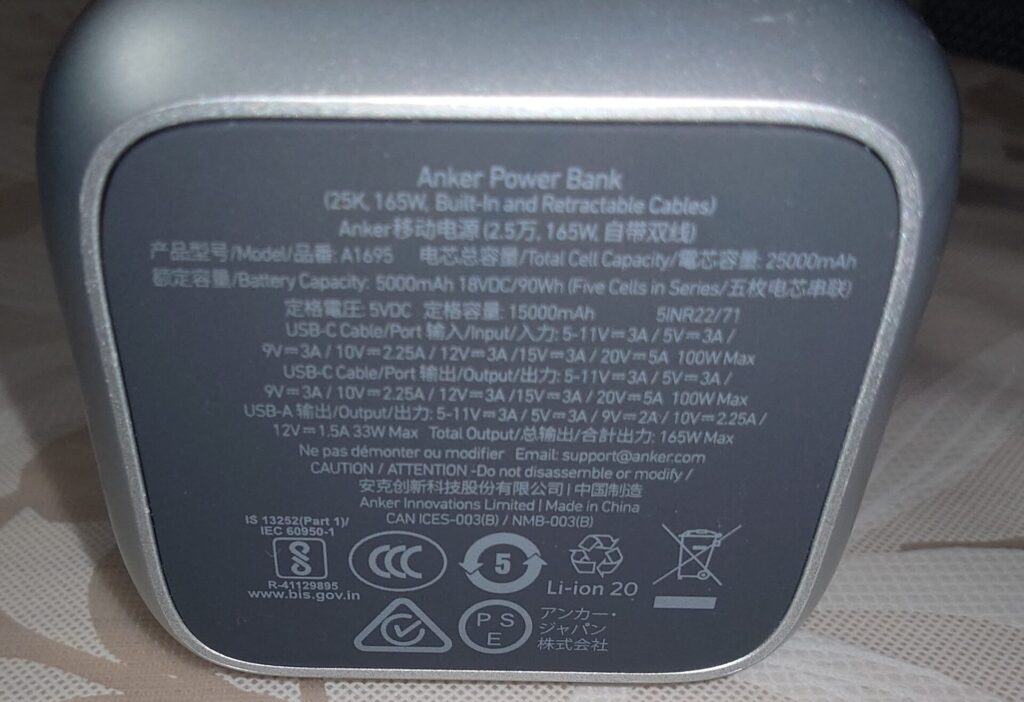 Anker Power Bank
(25K, 165W, Built-In and Retractable Cables)
Anker移动电源 (2.5万, 165W, 自带双线)
产品型号/Model/品番: A1695 电芯总容量/Total Cell Capacity/電芯容量: 25000mAh
额定容量/Battery Capacity: 5000mAh 18VDC/90Wh (Five Cells in Series/五枚电芯串联)
定格電圧: 5VDC 定格容量: 15000mAh 5INR22/71
USB-C Cable/Port 输入/Input/入力: 5-11V⎓3A / 5V⎓3A /
9V⎓3A / 10V⎓2.25A / 12V⎓3A /15V⎓3A / 20V⎓5A 100W Max
USB-C Cable/Port 输出/Output/出力: 5-11V⎓3A / 5V⎓3A /
9V⎓3A / 10V⎓2.25A / 12V⎓3A /15V⎓3A / 20V⎓5A 100W Max
USB-A 输出/Output/出力: 5-11V⎓3A / 5V⎓3A / 9V⎓2A / 10V⎓2.25A /
12V⎓1.5A 33W Max Total Output/总输出/合計出力: 165W Max
Ne pas démonter ou modifier Email: support@anker.com
CAUTION / ATTENTION -Do not disassemble or modify /
安克创新科技股份有限公司 | 中国制造
Anker Innovations Limited | Made in China
CAN ICES-003(B) / NMB-003(B)
IS 13252(Part 1)/
IEC 60950-1
R-41129895
www.bis.gov.in
CCC
5
Li-ion 20
PS
E
アンカー・
ジャパン
株式会社